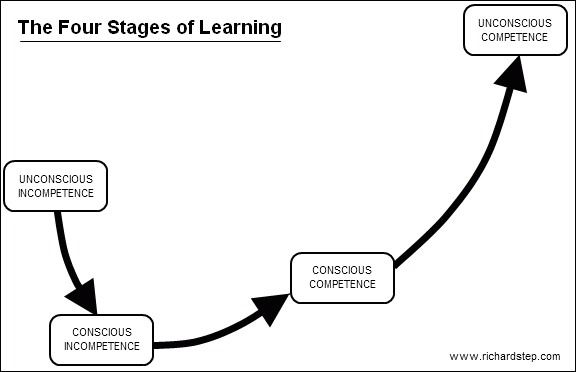 The Four Stages of Learning
UNCONSCIOUS
COMPETENCE
UNCONSCIOUS
INCOMPETENCE
CONSCIOUS
COMPETENCE
CONSCIOUS
INCOMPETENCE
www.richardstep.com